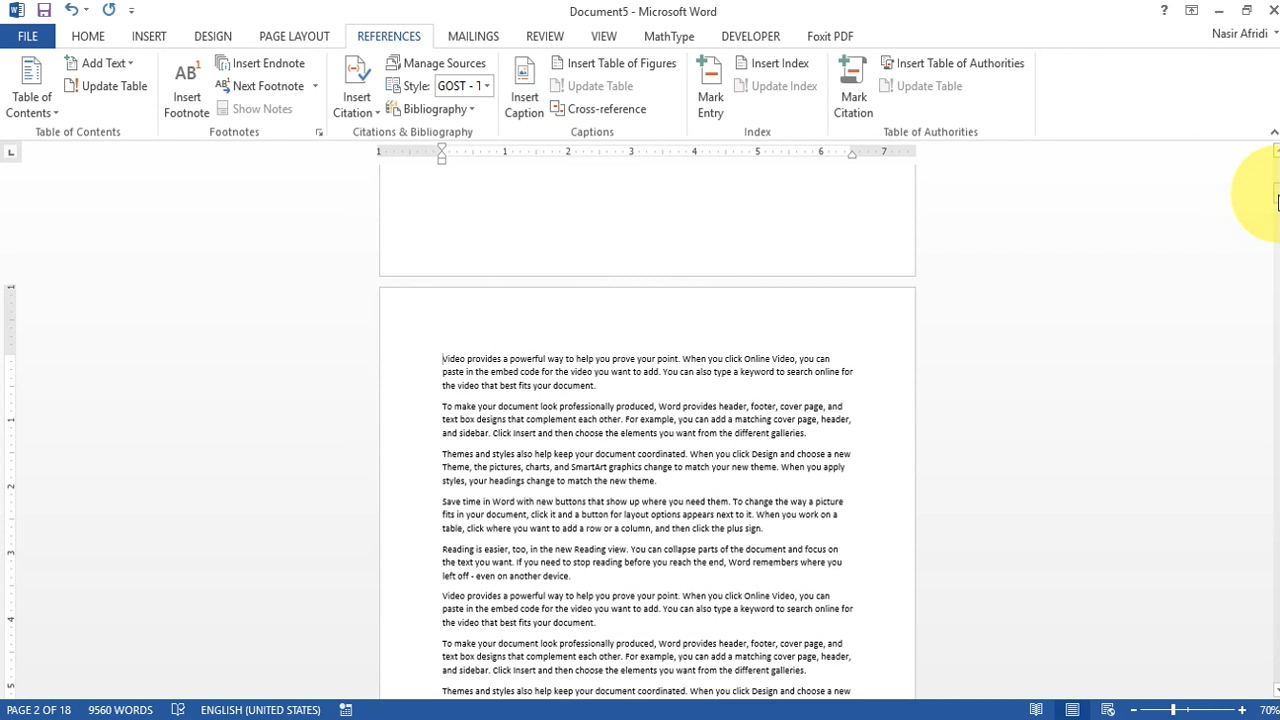 Document5 - Microsoft Word
?
FILE HOME INSERT DESIGN PAGE LAYOUT REFERENCES MAILINGS REVIEW VIEW MathType DEVELOPER Foxit PDF
Nasir Afridi
Table of Contents
Add Text
Update Table
Table of Contents
AB¹
Insert Footnote
Insert Endnote
Next Footnote
Show Notes
Footnotes
Insert Citation
Manage Sources
Style: GOST - T
Bibliography
Citations & Bibliography
Insert Caption
Insert Table of Figures
Update Table
Cross-reference
Captions
Mark Entry
Insert Index
Update Index
Index
Mark Citation
Insert Table of Authorities
Update Table
Table of Authorities
1 1 2 3 4 5 6 7
1
1
2
3
4
5
Video provides a powerful way to help you prove your point. When you click Online Video, you can
paste in the embed code for the video you want to add. You can also type a keyword to search online for
the video that best fits your document.
To make your document look professionally produced, Word provides header, footer, cover page, and
text box designs that complement each other. For example, you can add a matching cover page, header,
and sidebar. Click Insert and then choose the elements you want from the different galleries.
Themes and styles also help keep your document coordinated. When you click Design and choose a new
Theme, the pictures, charts, and SmartArt graphics change to match your new theme. When you apply
styles, your headings change to match the new theme.
Save time in Word with new buttons that show up where you need them. To change the way a picture
fits in your document, click it and a button for layout options appears next to it. When you work on a
table, click where you want to add a row or a column, and then click the plus sign.
Reading is easier, too, in the new Reading view. You can collapse parts of the document and focus on
the text you want. If you need to stop reading before you reach the end, Word remembers where you
left off - even on another device.
Video provides a powerful way to help you prove your point. When you click Online Video, you can
paste in the embed code for the video you want to add. You can also type a keyword to search online for
the video that best fits your document.
To make your document look professionally produced, Word provides header, footer, cover page, and
text box designs that complement each other. For example, you can add a matching cover page, header,
and sidebar. Click Insert and then choose the elements you want from the different galleries.
Themes and styles also help keep your document coordinated. When you click Design and choose a new
PAGE 2 OF 18 9560 WORDS ENGLISH (UNITED STATES) 70%